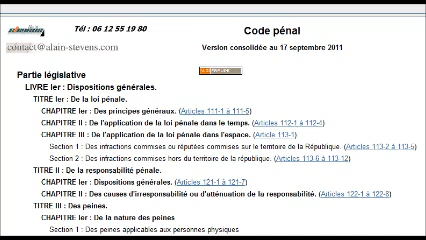 Tél : 06 12 55 19 80
Code pénal
contact@alain-stevens.com
Version consolidée au 17 septembre 2011
Partie législative
LIVRE Ier : Dispositions générales.
TITRE Ier : De la loi pénale.
CHAPITRE Ier : Des principes généraux. (Articles 111-1 à 111-5)
CHAPITRE II : De l'application de la loi pénale dans le temps. (Articles 112-1 à 112-4)
CHAPITRE III : De l'application de la loi pénale dans l'espace. (Article 113-1)
Section 1 : Des infractions commises ou réputées commises sur le territoire de la République. (Articles 113-2 à 113-5)
Section 2 : Des infractions commises hors du territoire de la république. (Articles 113-6 à 113-12)
TITRE II : De la responsabilité pénale.
CHAPITRE Ier : Dispositions générales. (Articles 121-1 à 121-7)
CHAPITRE II : Des causes d'irresponsabilité ou d'atténuation de la responsabilité. (Articles 122-1 à 122-8)
TITRE III : Des peines.
CHAPITRE Ier : De la nature des peines
Section 1 : Des peines applicables aux personnes physiques